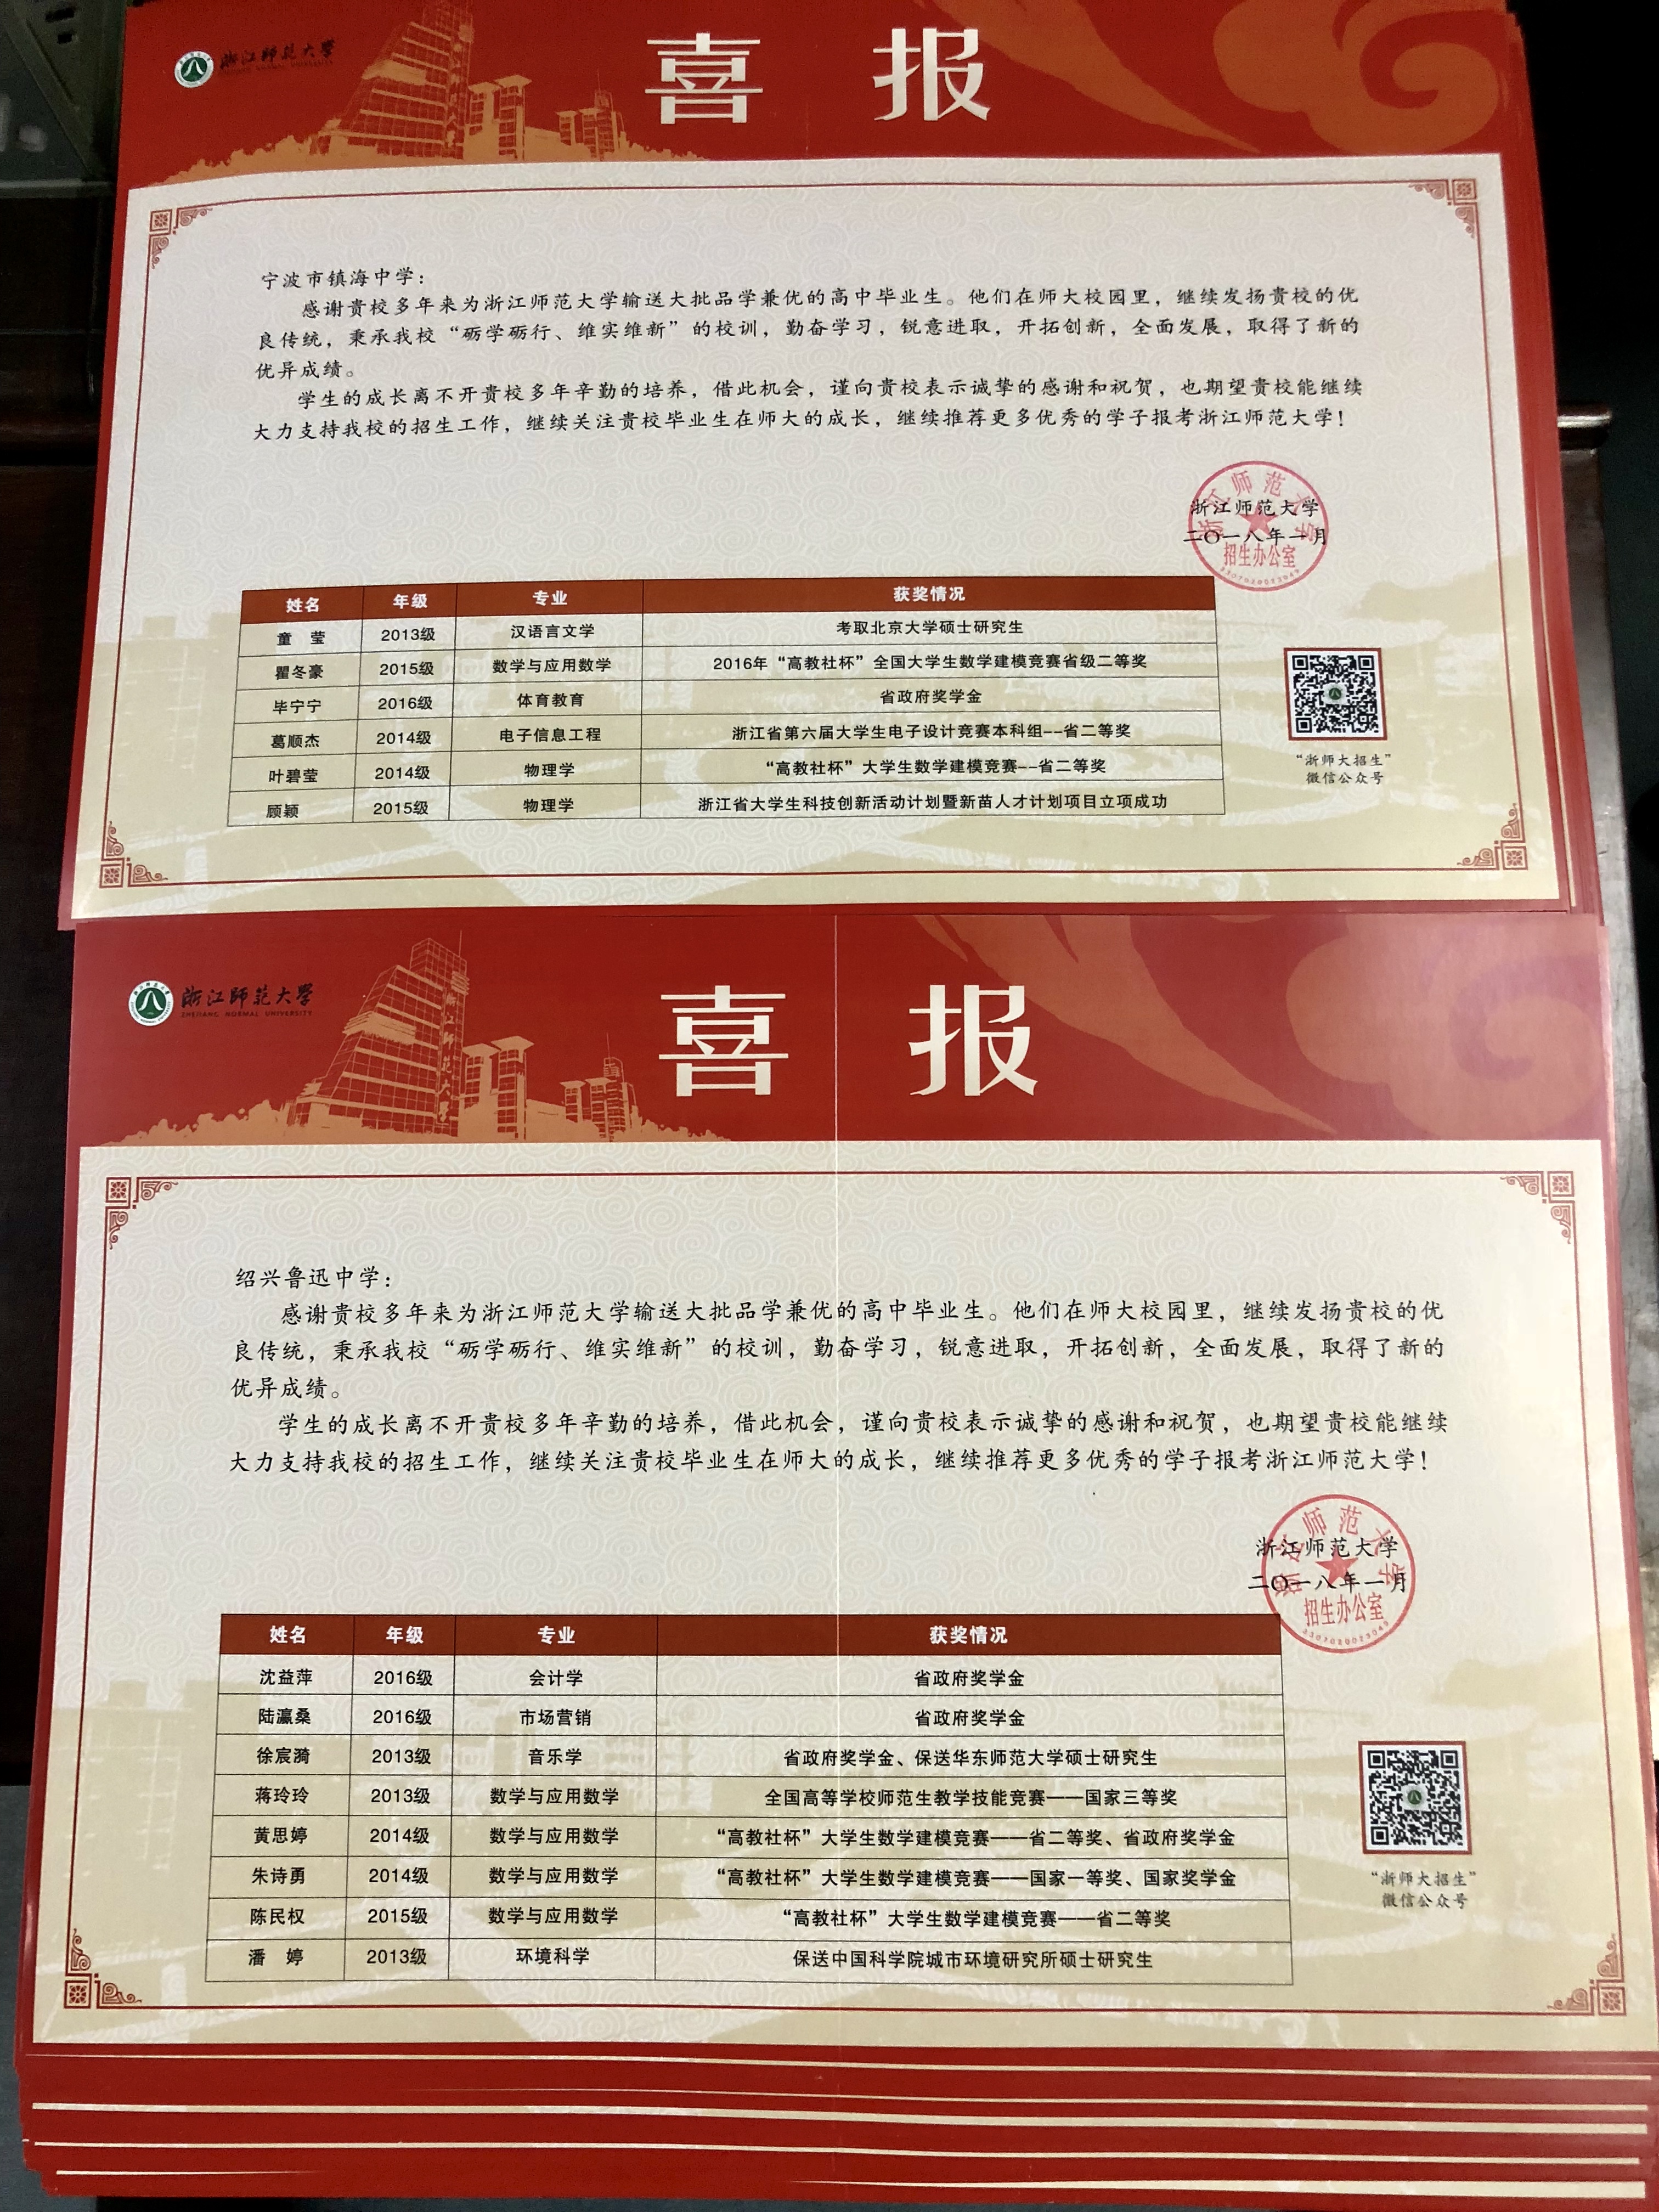 浙江师范大学
喜 报
宁波市镇海中学：
感谢贵校多年来为浙江师范大学输送大批品学兼优的高中毕业生。他们在师大校园里，继续发扬贵校的优
良传统，秉承我校“砺学砺行、维实维新”的校训，勤奋学习，锐意进取，开拓创新，全面发展，取得了新的
优异成绩。
学生的成长离不开贵校多年辛勤的培养，借此机会，谨向贵校表示诚挚的感谢和祝贺，也期望贵校能继续
大力支持我校的招生工作，继续关注贵校毕业生在师大的成长，继续推荐更多优秀的学子报考浙江师范大学！
浙江师范大学
二〇一八年一月
浙江师范大学
招生办公室
姓名 年级 专业 获奖情况
童 莹 2013级 汉语言文学 考取北京大学硕士研究生
瞿冬豪 2015级 数学与应用数学 2016年“高教社杯”全国大学生数学建模竞赛省级二等奖
毕宁宁 2016级 体育教育 省政府奖学金
葛顺杰 2014级 电子信息工程 浙江省第六届大学生电子设计竞赛本科组--省二等奖
叶碧莹 2014级 物理学 “高教社杯”大学生数学建模竞赛--省二等奖
顾颖 2015级 物理学 浙江省大学生科技创新活动计划暨新苗人才计划项目立项成功
“浙师大招生”
微信公众号
浙江师范大学
ZHEJIANG NORMAL UNIVERSITY
浙江师范大学
喜 报
绍兴鲁迅中学：
感谢贵校多年来为浙江师范大学输送大批品学兼优的高中毕业生。他们在师大校园里，继续发扬贵校的优
良传统，秉承我校“砺学砺行、维实维新”的校训，勤奋学习，锐意进取，开拓创新，全面发展，取得了新的
优异成绩。
学生的成长离不开贵校多年辛勤的培养，借此机会，谨向贵校表示诚挚的感谢和祝贺，也期望贵校能继续
大力支持我校的招生工作，继续关注贵校毕业生在师大的成长，继续推荐更多优秀的学子报考浙江师范大学！
浙江师范大学
二〇一八年一月
浙江师范大学
招生办公室
姓名 年级 专业 获奖情况
沈益萍 2016级 会计学 省政府奖学金
陆瀛桑 2016级 市场营销 省政府奖学金
徐宸漪 2013级 音乐学 省政府奖学金、保送华东师范大学硕士研究生
蒋玲玲 2013级 数学与应用数学 全国高等学校师范生教学技能竞赛——国家三等奖
黄思婷 2014级 数学与应用数学 “高教社杯”大学生数学建模竞赛——省二等奖、省政府奖学金
朱诗勇 2014级 数学与应用数学 “高教社杯”大学生数学建模竞赛——国家一等奖、国家奖学金
陈民权 2015级 数学与应用数学 “高教社杯”大学生数学建模竞赛——省二等奖
潘 婷 2013级 环境科学 保送中国科学院城市环境研究所硕士研究生
“浙师大招生”
微信公众号